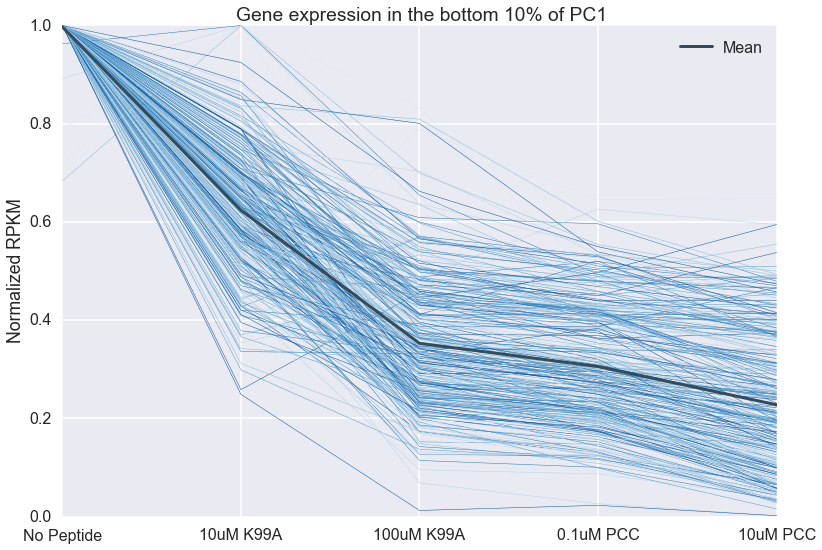 Gene expression in the bottom 10% of PC1
Mean
Normalized RPKM
1.0
0.8
0.6
0.4
0.2
0.0
No Peptide
10uM K99A
100uM K99A
0.1uM PCC
10uM PCC